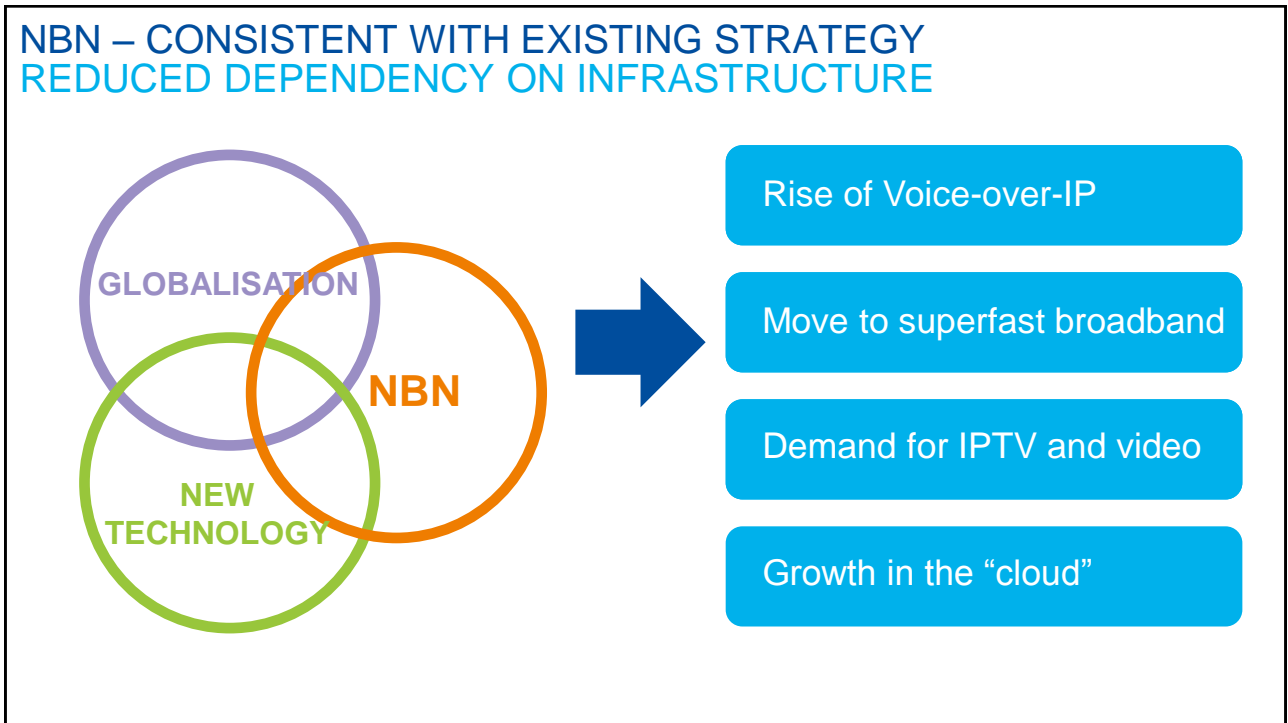 NBN – CONSISTENT WITH EXISTING STRATEGY
REDUCED DEPENDENCY ON INFRASTRUCTURE
GLOBALISATION
NBN
NEW
TECHNOLOGY
Rise of Voice-over-IP
Move to superfast broadband
Demand for IPTV and video
Growth in the “cloud”